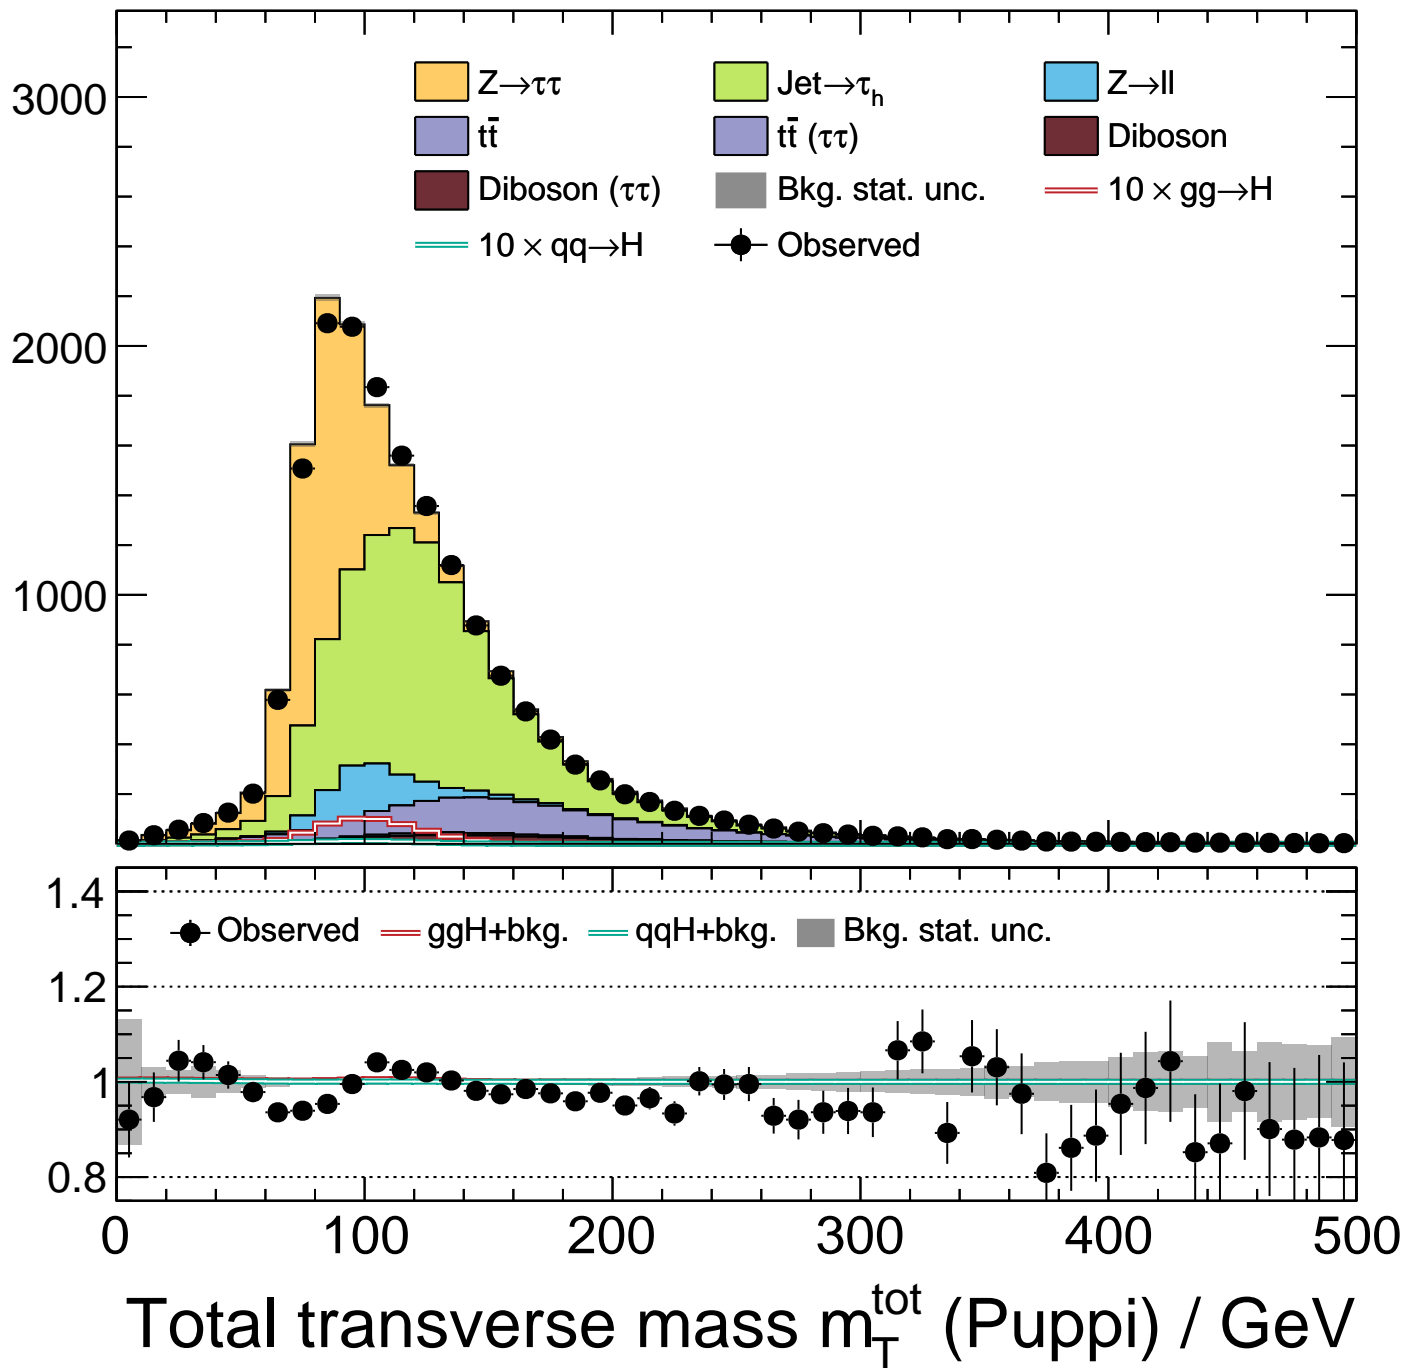 3000
2000
1000
Z→ττ Jet→τh Z→ll
tt̄ tt̄ (ττ) Diboson
Diboson (ττ) Bkg. stat. unc. 10 × gg→H
10 × qq→H Observed
1.4
1.2
1
0.8
Observed ggH+bkg. qqH+bkg. Bkg. stat. unc.
0 100 200 300 400 500
Total transverse mass m_T^tot (Puppi) / GeV